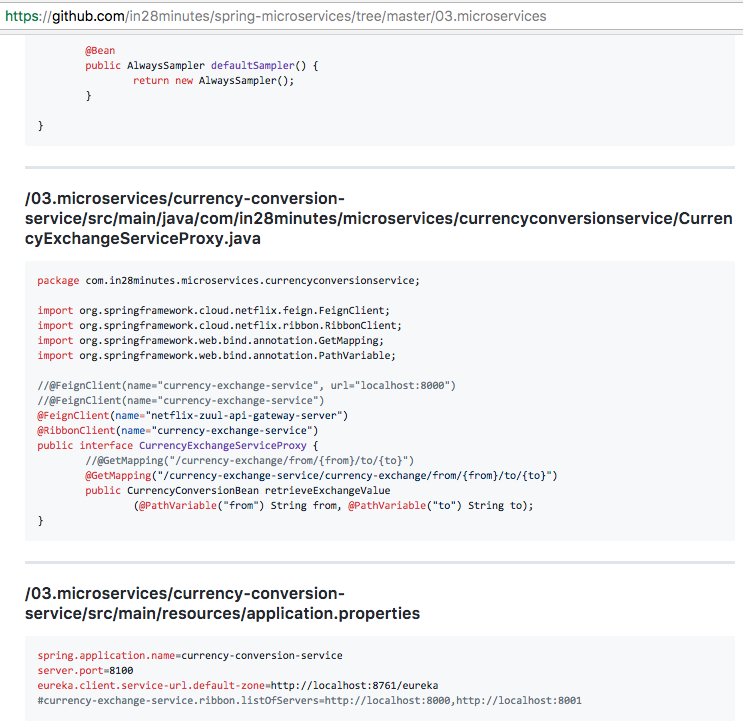 https://github.com/in28minutes/spring-microservices/tree/master/03.microservices
@Bean
public AlwaysSampler defaultSampler() {
return new AlwaysSampler();
}
}
/03.microservices/currency-conversion-
service/src/main/java/com/in28minutes/microservices/currencyconversionservice/Curren
cyExchangeServiceProxy.java
package com.in28minutes.microservices.currencyconversionservice;
import org.springframework.cloud.netflix.feign.FeignClient;
import org.springframework.cloud.netflix.ribbon.RibbonClient;
import org.springframework.web.bind.annotation.GetMapping;
import org.springframework.web.bind.annotation.PathVariable;
//@FeignClient(name="currency-exchange-service", url="localhost:8000")
//@FeignClient(name="currency-exchange-service")
@FeignClient(name="netflix-zuul-api-gateway-server")
@RibbonClient(name="currency-exchange-service")
public interface CurrencyExchangeServiceProxy {
//@GetMapping("/currency-exchange/from/{from}/to/{to}")
@GetMapping("/currency-exchange-service/currency-exchange/from/{from}/to/{to}")
public CurrencyConversionBean retrieveExchangeValue
(@PathVariable("from") String from, @PathVariable("to") String to);
}
/03.microservices/currency-conversion-
service/src/main/resources/application.properties
spring.application.name=currency-conversion-service
server.port=8100
eureka.client.service-url.default-zone=http://localhost:8761/eureka
#currency-exchange-service.ribbon.listOfServers=http://localhost:8000,http://localhost:8001